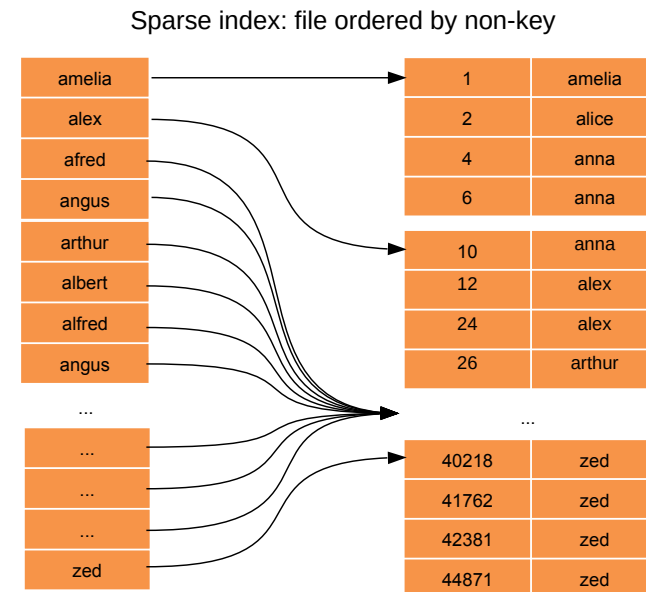 Sparse index: file ordered by non-key
amelia
alex
afred
angus
arthur
albert
alfred
angus
...
...
...
...
zed
1 amelia
2 alice
4 anna
6 anna
10 anna
12 alex
24 alex
26 arthur
...
40218 zed
41762 zed
42381 zed
44871 zed